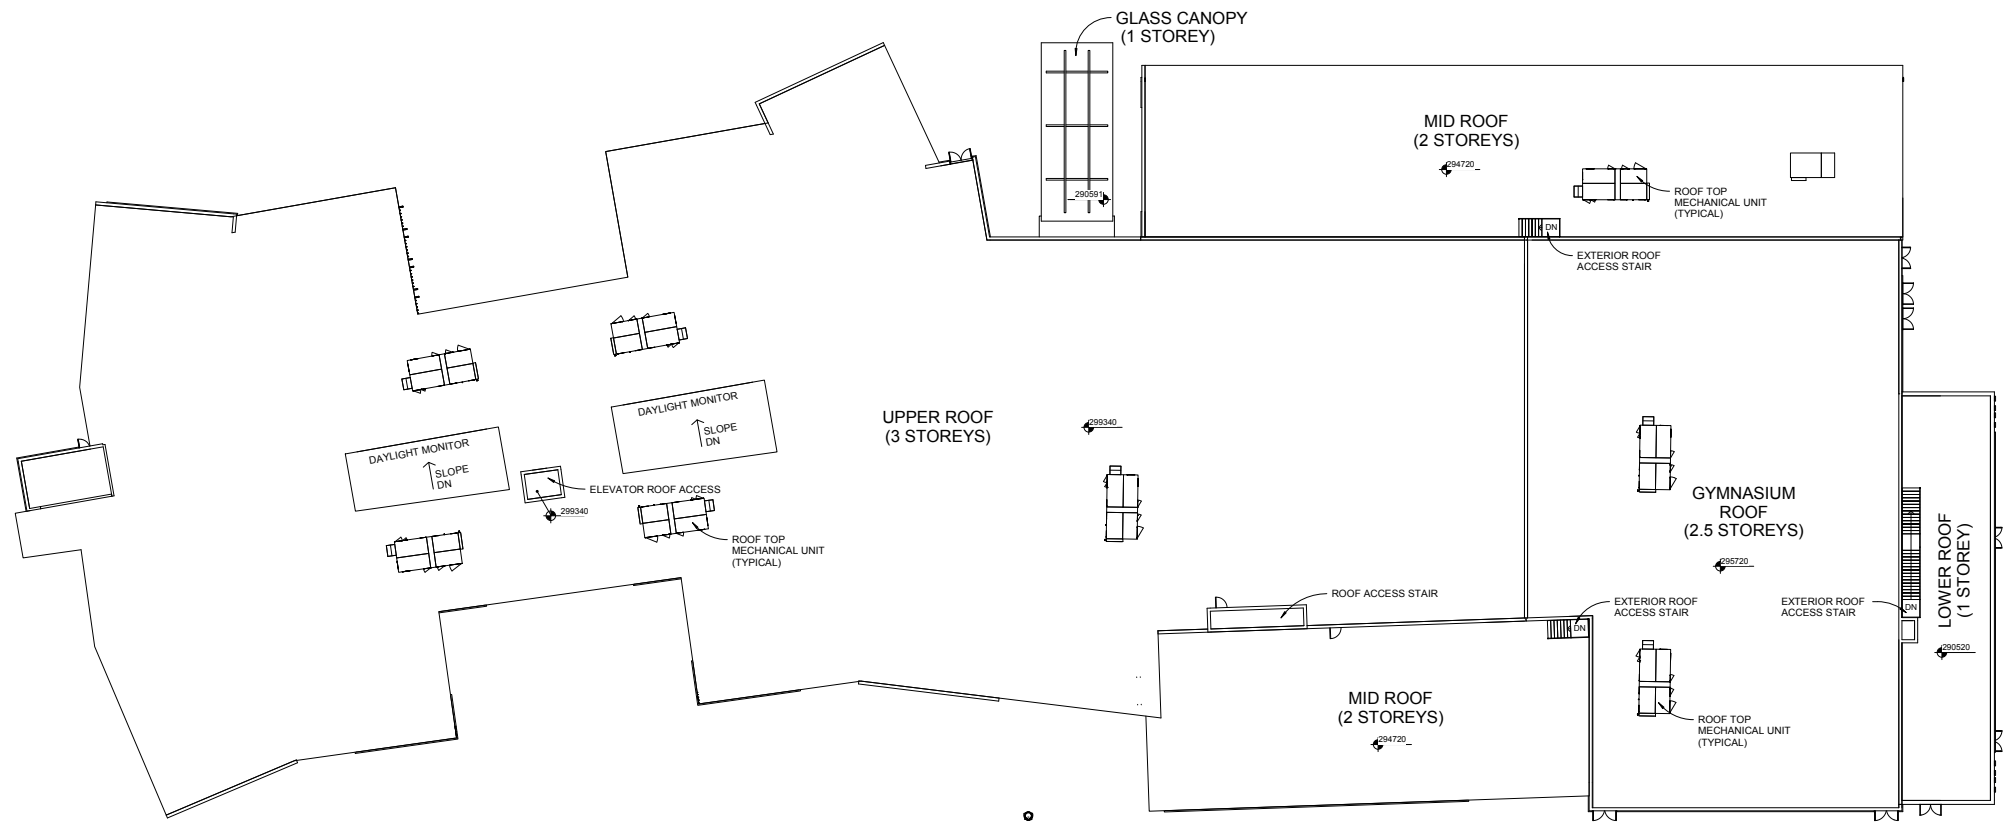 GLASS CANOPY
(1 STOREY)
290591
MID ROOF
(2 STOREYS)
294720
ROOF TOP
MECHANICAL UNIT
(TYPICAL)
DN
EXTERIOR ROOF
ACCESS STAIR
DAYLIGHT MONITOR
SLOPE
DN
DAYLIGHT MONITOR
SLOPE
DN
ELEVATOR ROOF ACCESS
299340
ROOF TOP
MECHANICAL UNIT
(TYPICAL)
UPPER ROOF
(3 STOREYS)
299340
ROOF ACCESS STAIR
GYMNASIUM
ROOF
(2.5 STOREYS)
295720
EXTERIOR ROOF
ACCESS STAIR
DN
EXTERIOR ROOF
ACCESS STAIR
DN
LOWER ROOF
(1 STOREY)
290520
MID ROOF
(2 STOREYS)
294720
ROOF TOP
MECHANICAL UNIT
(TYPICAL)